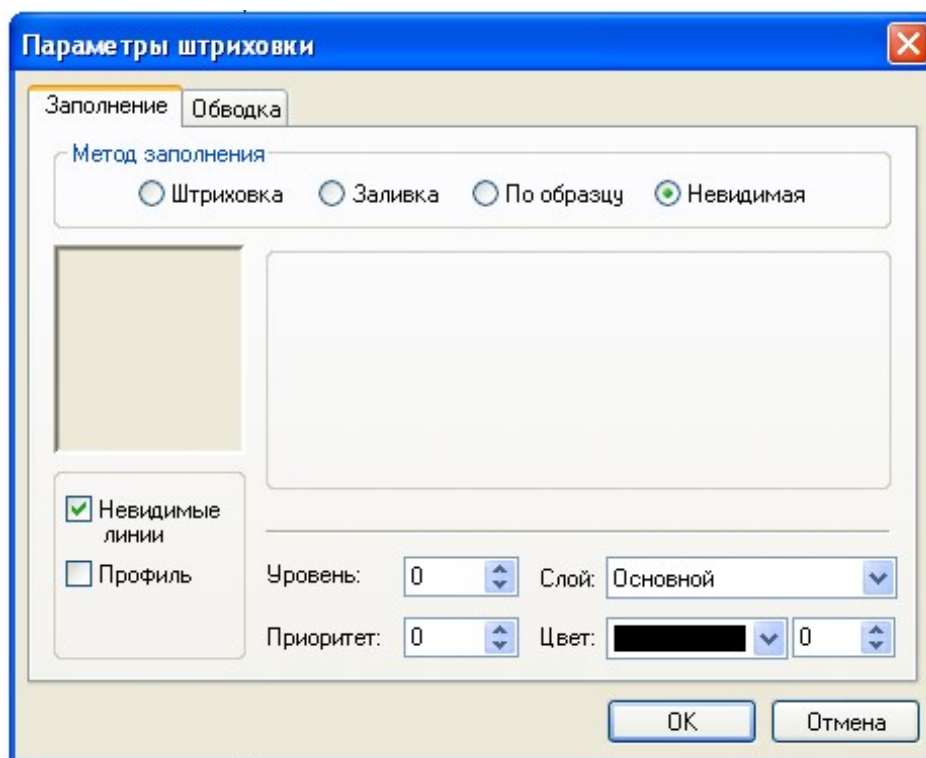 Параметры штриховки
Заполнение Обводка
Метод заполнения
Штриховка Заливка По образцу Невидимая
Невидимые
линии
Профиль
Уровень: 0 Слой: Основной
Приоритет: 0 Цвет: 0
OK Отмена